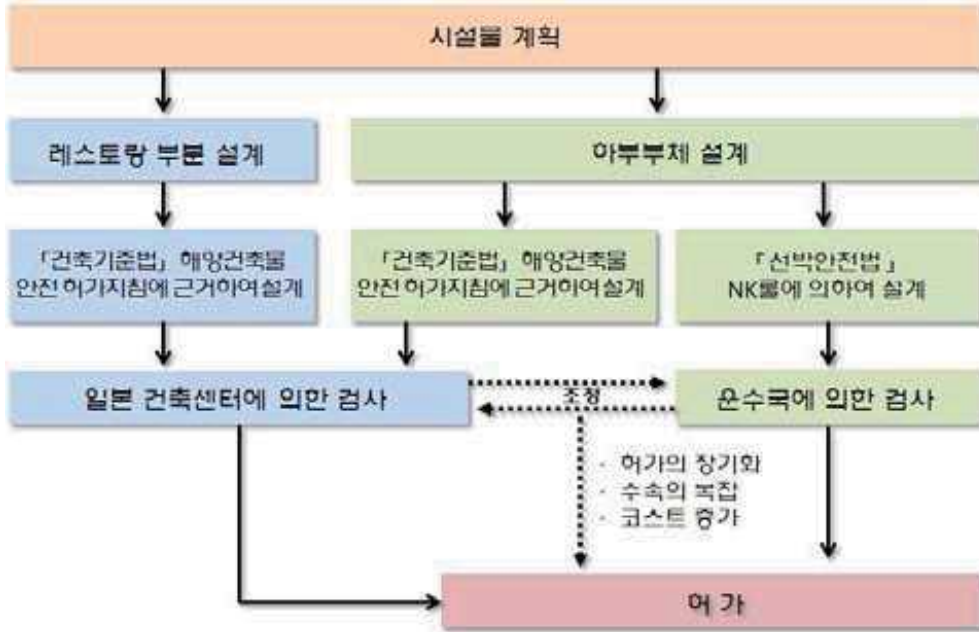 시설물 계획
레스토랑 부분 설계
하부부체 설계
「건축기준법」 해양건축물
안전 허가지침에 근거하여 설계
「건축기준법」 해양건축물
안전 허가지침에 근거하여 설계
「선박안전법」
NK룰에 의하여 설계
일본 건축센터에 의한 검사
조정
운수국에 의한 검사
· 허가의 장기화
· 수속의 복잡
· 코스트 증가
허 가